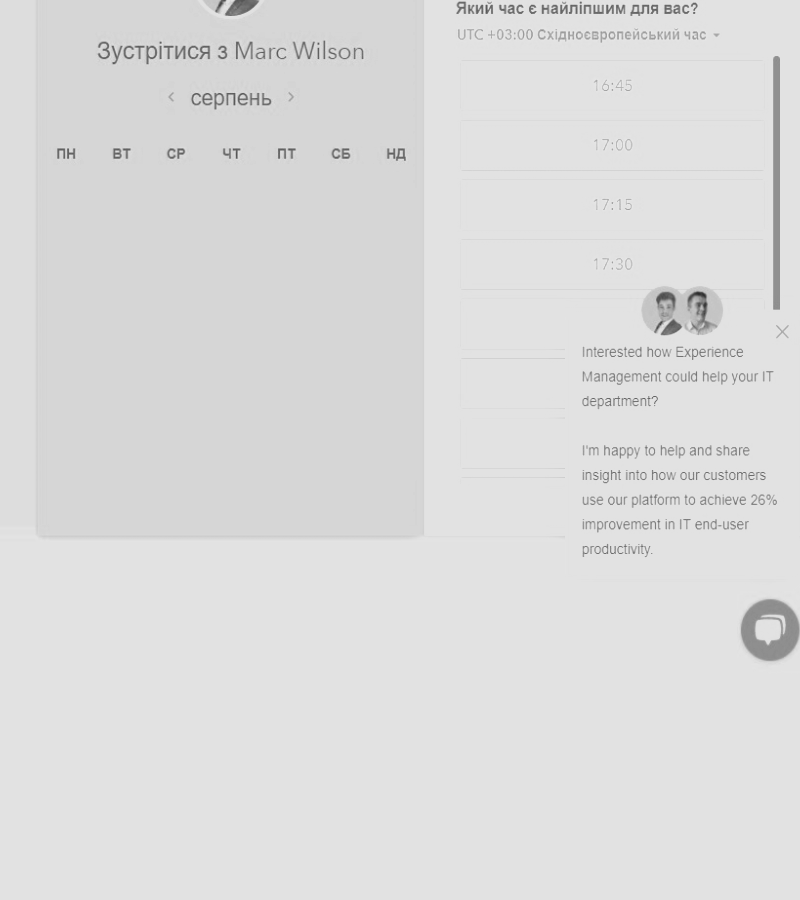 Зустрітися з Marc Wilson
серпень
ПН ВТ СР ЧТ ПТ СБ НД
Який час є найліпшим для вас?
UTC +03:00 Східноєвропейський час
16:45
17:00
17:15
17:30
Interested how Experience
Management could help your IT
department?
I'm happy to help and share
insight into how our customers
use our platform to achieve 26%
improvement in IT end-user
productivity.